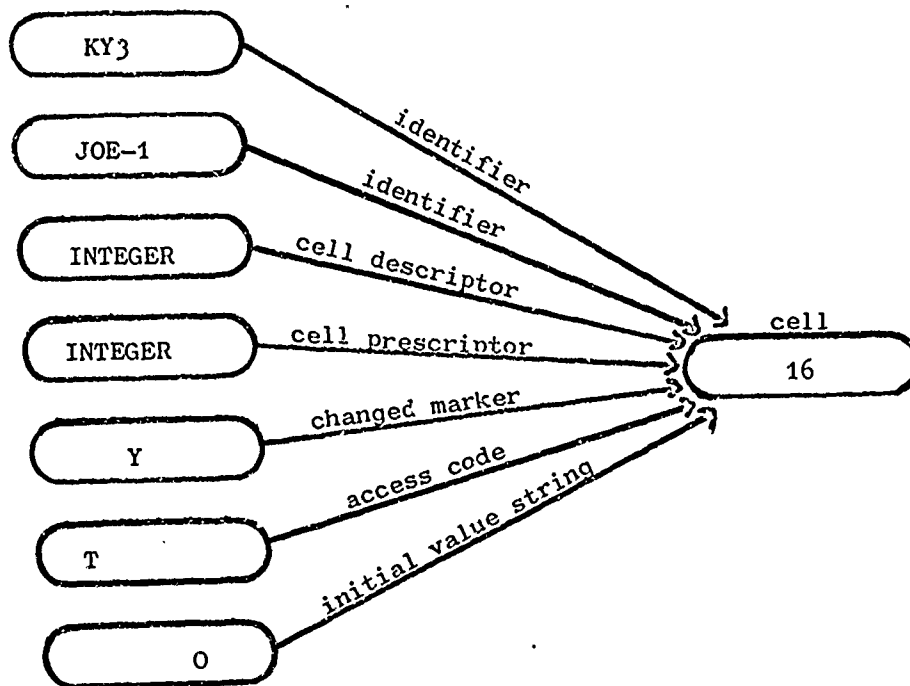 KY3
identifier
JOE-1
identifier
INTEGER
cell descriptor
INTEGER
cell prescriptor
Y
changed marker
T
access code
O
initial value string
cell
16